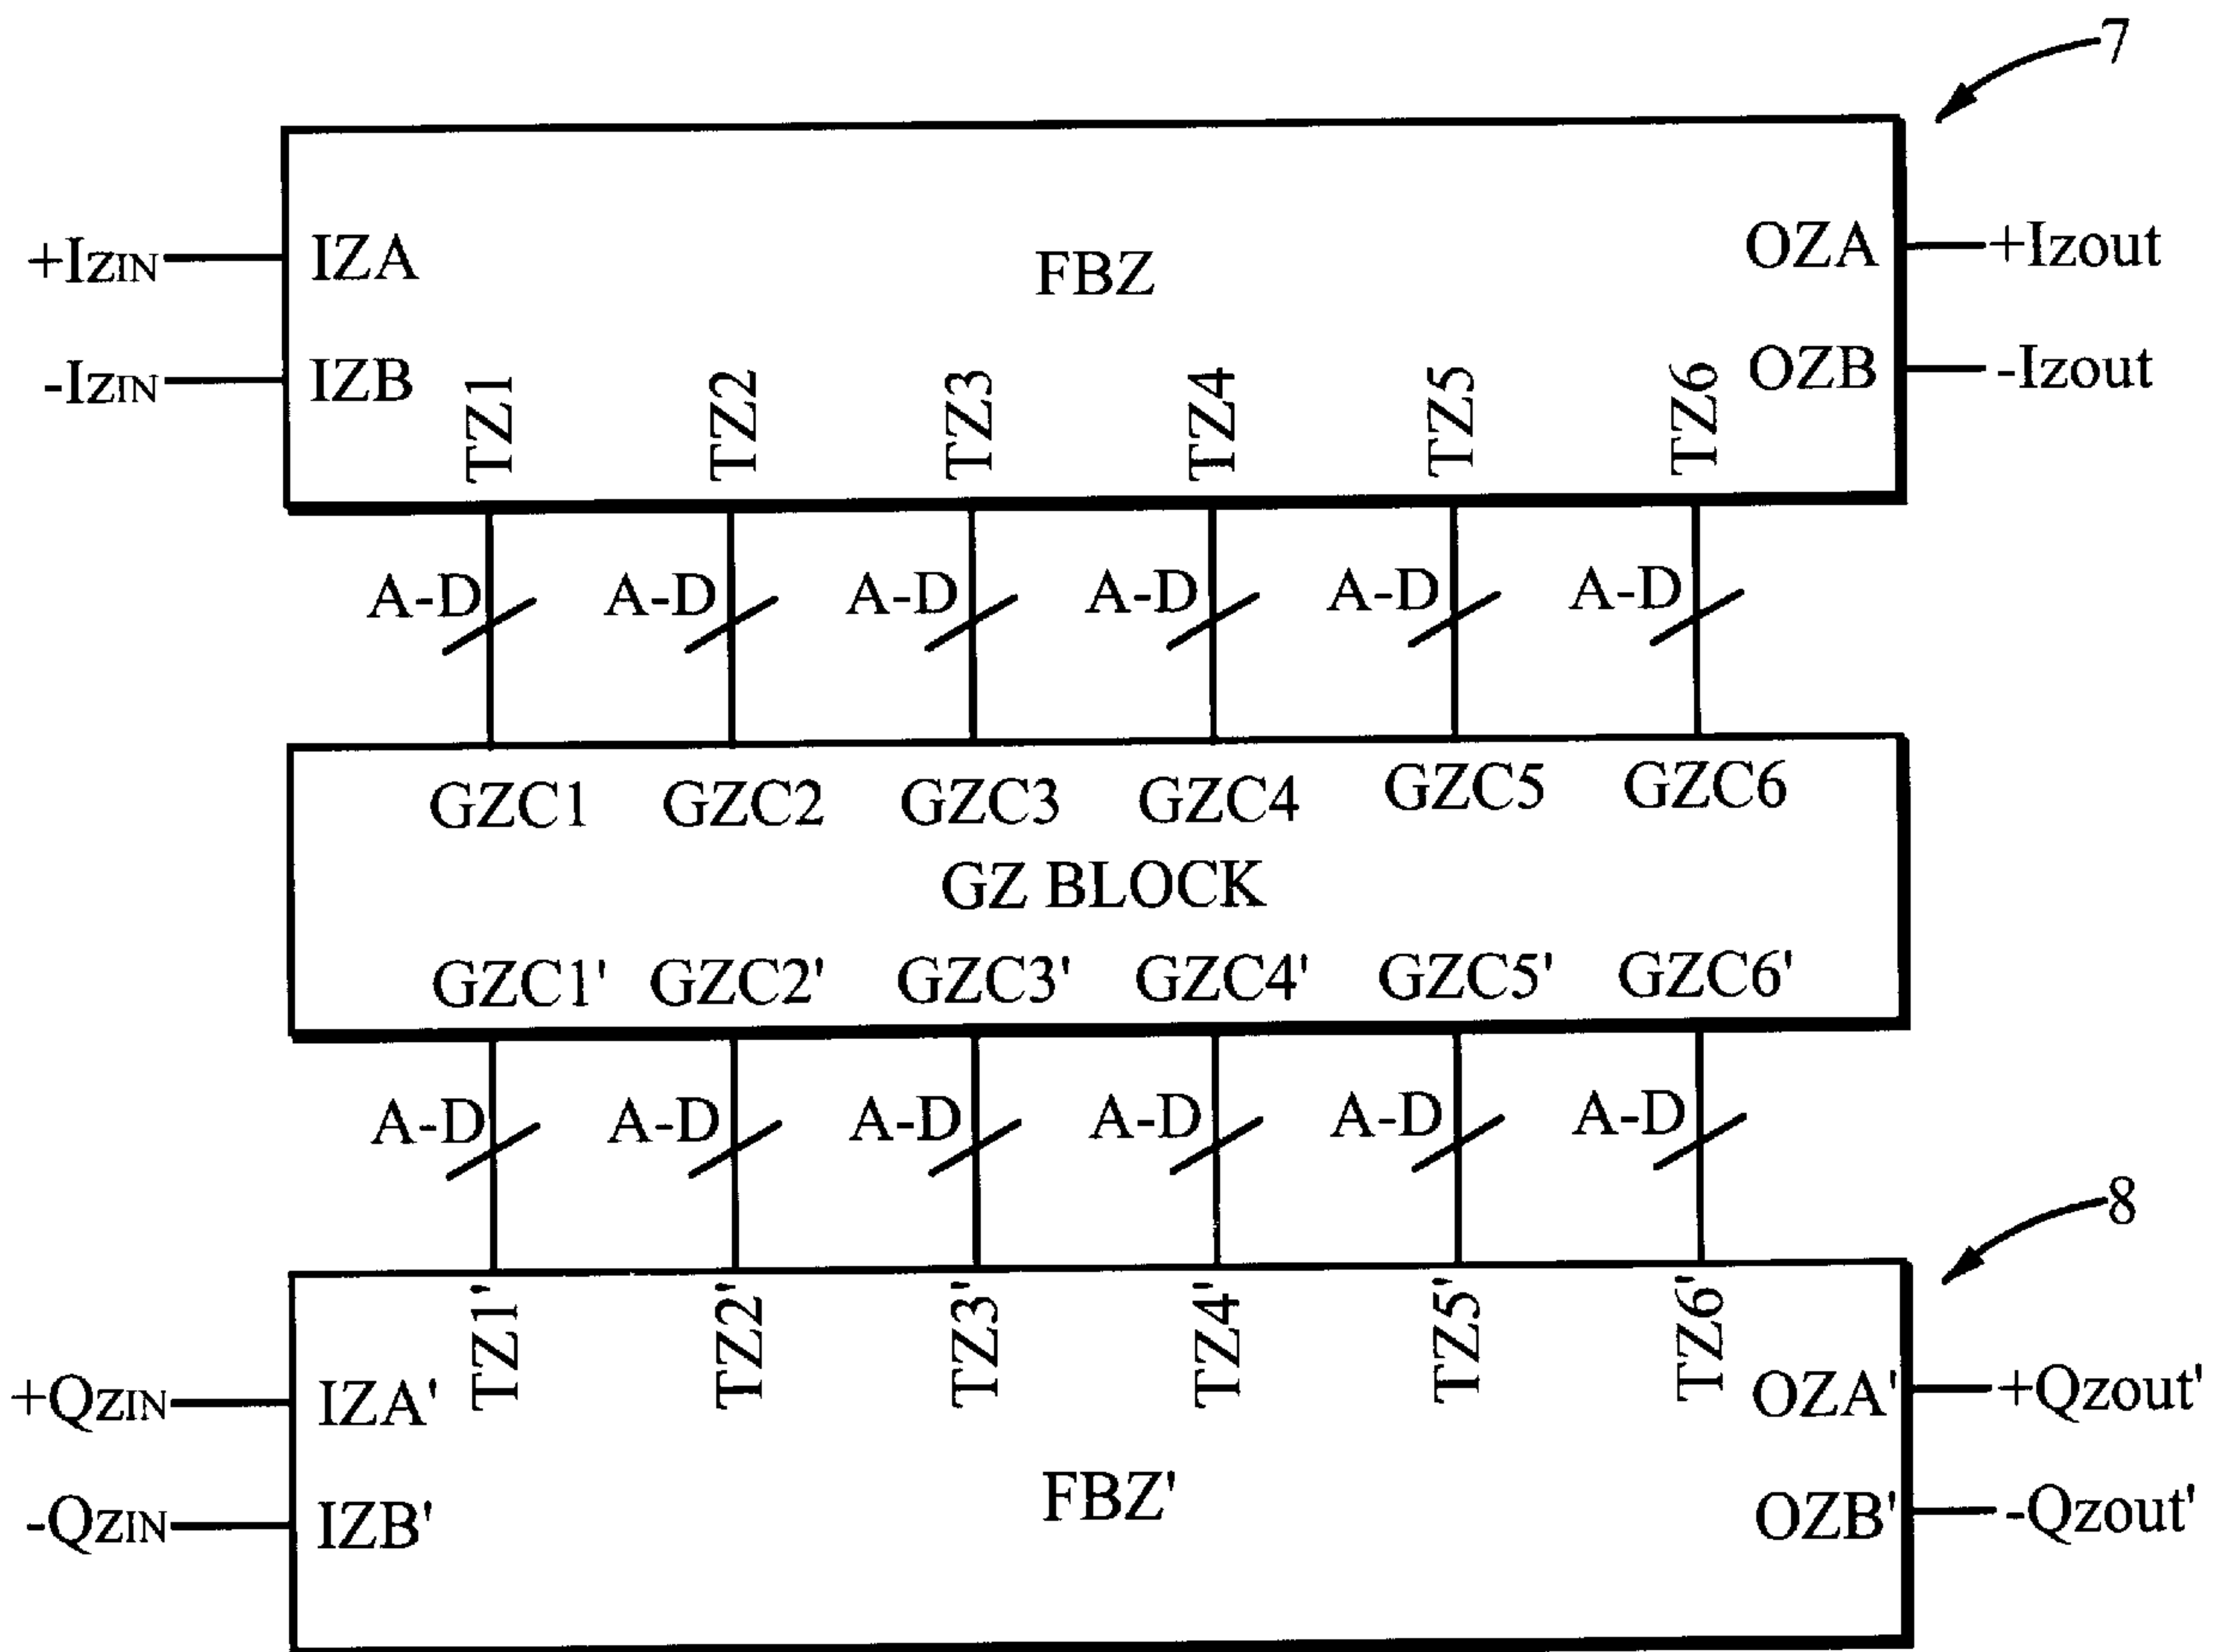 7
+IZIN IZA FBZ OZA +Izout
-IZIN IZB OZB -Izout
TZ1 TZ2 TZ3 TZ4 TZ5 TZ6
A-D A-D A-D A-D A-D A-D
GZC1 GZC2 GZC3 GZC4 GZC5 GZC6
GZ BLOCK
GZC1' GZC2' GZC3' GZC4' GZC5' GZC6'
A-D A-D A-D A-D A-D A-D
8
TZ1' TZ2' TZ3' TZ4' TZ5' TZ6'
+QZIN IZA' OZA' +Qzout'
FBZ'
-QZIN IZB' OZB' -Qzout'